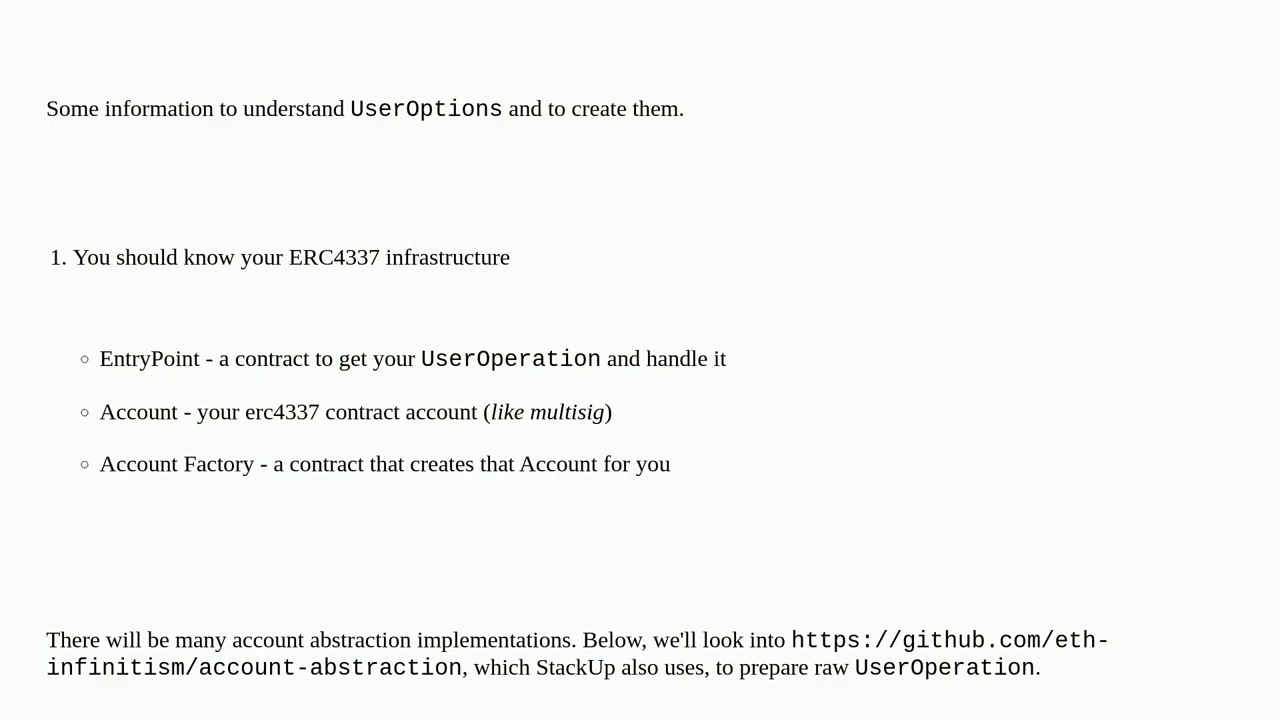 Some information to understand UserOptions and to create them.
1. You should know your ERC4337 infrastructure
◦ EntryPoint - a contract to get your UserOperation and handle it
◦ Account - your erc4337 contract account (like multisig)
◦ Account Factory - a contract that creates that Account for you
There will be many account abstraction implementations. Below, we'll look into https://github.com/eth-
infinitism/account-abstraction, which StackUp also uses, to prepare raw UserOperation.